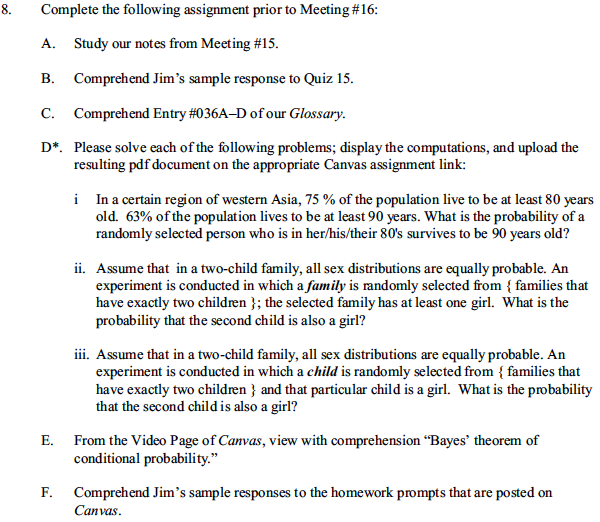 8. Complete the following assignment prior to Meeting #16:
A. Study our notes from Meeting #15.
B. Comprehend Jim's sample response to Quiz 15.
C. Comprehend Entry #036A–D of our Glossary.
D*. Please solve each of the following problems; display the computations, and upload the
resulting pdf document on the appropriate Canvas assignment link:
i In a certain region of western Asia, 75 % of the population live to be at least 80 years
old. 63% of the population lives to be at least 90 years. What is the probability of a
randomly selected person who is in her/his/their 80's survives to be 90 years old?
ii. Assume that in a two-child family, all sex distributions are equally probable. An
experiment is conducted in which a family is randomly selected from { families that
have exactly two children }; the selected family has at least one girl. What is the
probability that the second child is also a girl?
iii. Assume that in a two-child family, all sex distributions are equally probable. An
experiment is conducted in which a child is randomly selected from { families that
have exactly two children } and that particular child is a girl. What is the probability
that the second child is also a girl?
E. From the Video Page of Canvas, view with comprehension “Bayes’ theorem of
conditional probability.”
F. Comprehend Jim's sample responses to the homework prompts that are posted on
Canvas.